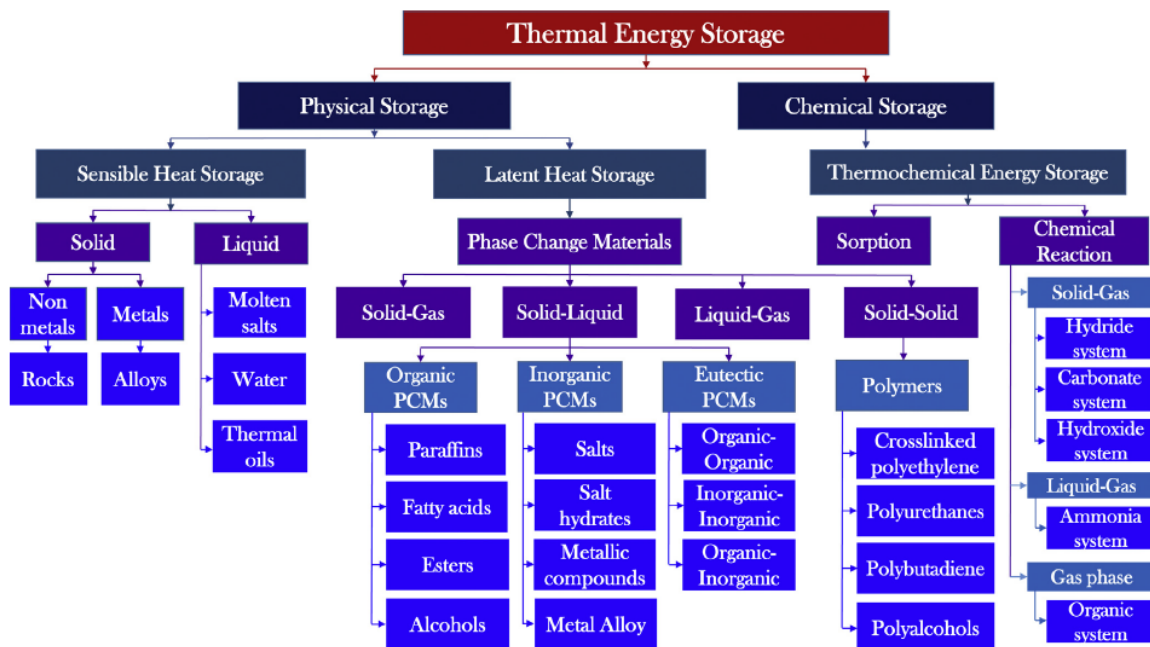 Thermal Energy Storage
Physical Storage
Chemical Storage
Sensible Heat Storage
Latent Heat Storage
Thermochemical Energy Storage
Solid
Liquid
Phase Change Materials
Sorption
Chemical
Reaction
Non
metals
Metals
Molten
salts
Solid-Gas
Solid-Liquid
Liquid-Gas
Solid-Solid
Solid-Gas
Hydride
system
Rocks
Alloys
Water
Organic
PCMs
Inorganic
PCMs
Eutectic
PCMs
Polymers
Carbonate
system
Thermal
oils
Paraffins
Salts
Organic-
Organic
Crosslinked
polyethylene
Hydroxide
system
Fatty acids
Salt
hydrates
Inorganic-
Inorganic
Polyurethanes
Liquid-Gas
Ammonia
system
Esters
Metallic
compounds
Organic-
Inorganic
Polybutadiene
Gas phase
Alcohols
Metal Alloy
Polyalcohols
Organic
system